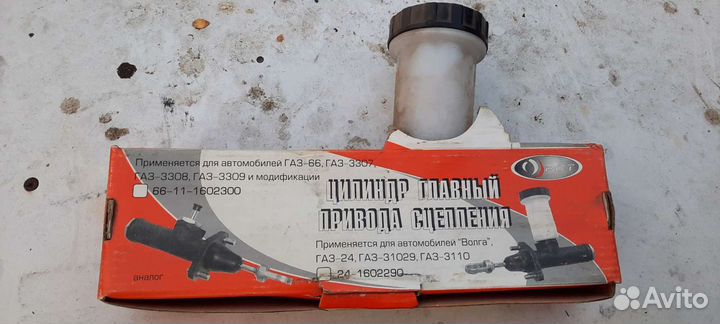 Применяется для автомобилей ГАЗ-66, ГАЗ-3307,
ГАЗ-3308, ГАЗ-3309 и модификации
66-11-1602300
ЦИЛИНДР ГЛАВНЫЙ
ПРИВОДА СЦЕПЛЕНИЯ
Применяется для автомобилей "Волга",
ГАЗ-24, ГАЗ-31029, ГАЗ-3110
24-1602290
аналог
Avito